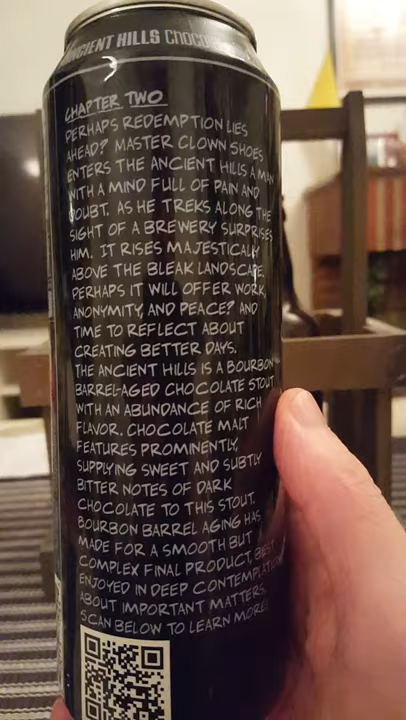 ANCIENT HILLS CHOCO
CHAPTER TWO
PERHAPS REDEMPTION LIES
AHEAD? MASTER CLOWN SHOES
ENTERS THE ANCIENT HILLS A MAN
WITH A MIND FULL OF PAIN AND
DOUBT. AS HE TREKS ALONG THE
SIGHT OF A BREWERY SURPRISES
HIM. IT RISES MAJESTICALLY
ABOVE THE BLEAK LANDSCAPE.
PERHAPS IT WILL OFFER WORK,
ANONYMITY, AND PEACE? AND
TIME TO REFLECT ABOUT
CREATING BETTER DAYS.
THE ANCIENT HILLS IS A BOURBON
BARREL-AGED CHOCOLATE STOUT
WITH AN ABUNDANCE OF RICH
FLAVOR. CHOCOLATE MALT
FEATURES PROMINENTLY,
SUPPLYING SWEET AND SUBTLY
BITTER NOTES OF DARK
CHOCOLATE TO THIS STOUT.
BOURBON BARREL AGING HAS
MADE FOR A SMOOTH BUT
COMPLEX FINAL PRODUCT, BEST
ENJOYED IN DEEP CONTEMPLATION
ABOUT IMPORTANT MATTERS.
SCAN BELOW TO LEARN MORE!